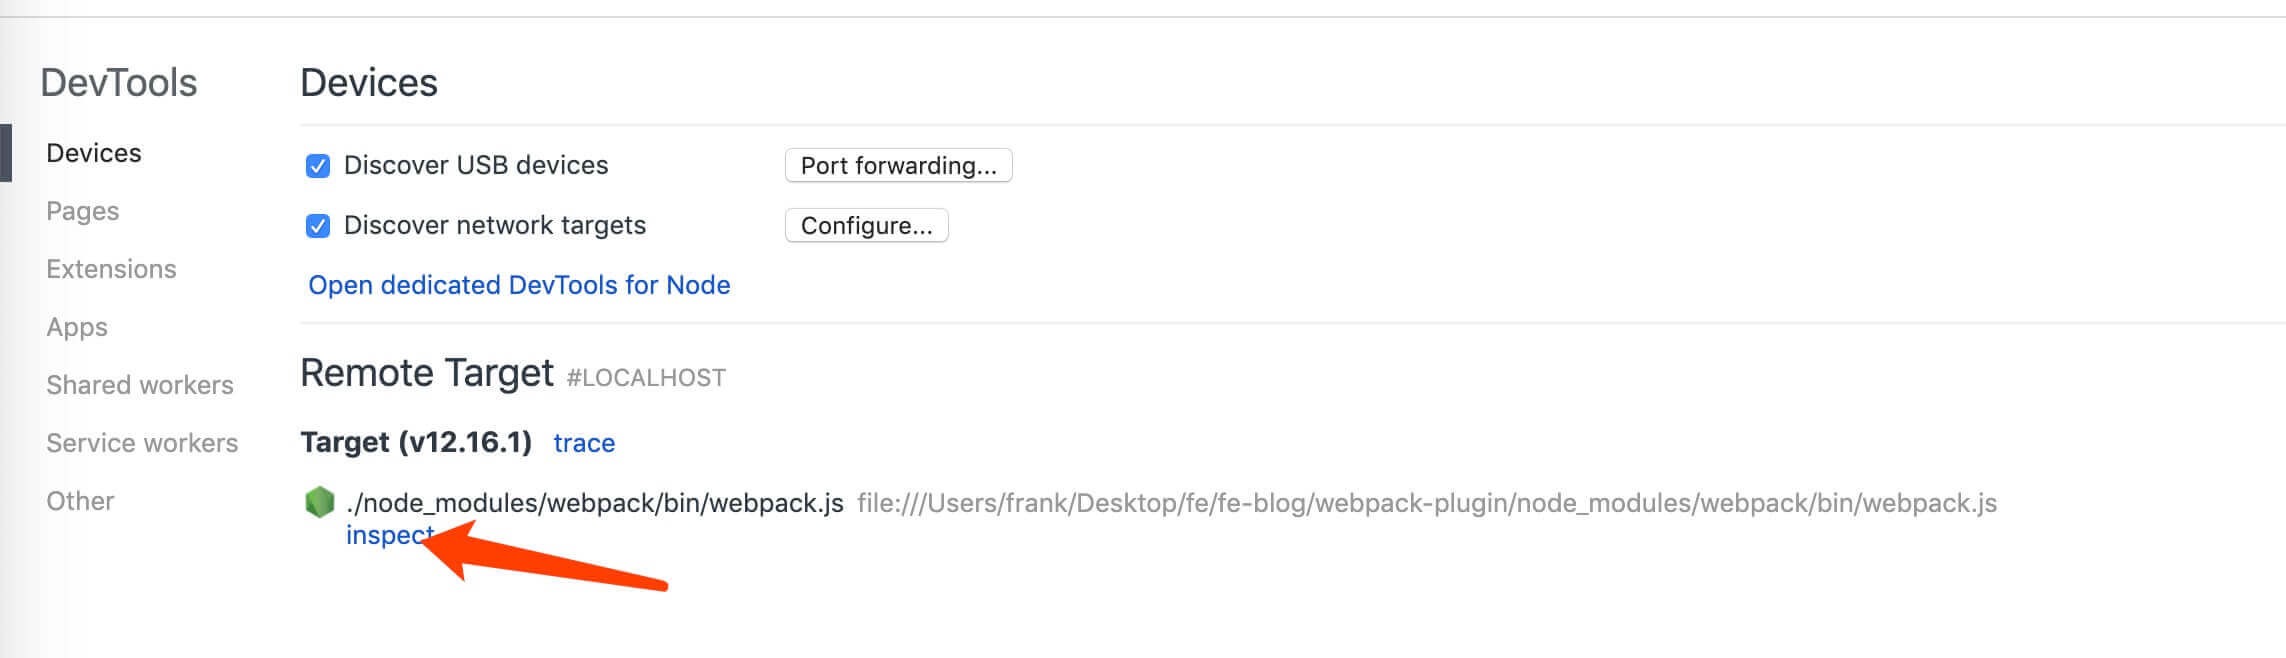 DevTools
Devices
Pages
Extensions
Apps
Shared workers
Service workers
Other
Devices
Discover USB devices
Port forwarding...
Discover network targets
Configure...
Open dedicated DevTools for Node
Remote Target #LOCALHOST
Target (v12.16.1) trace
./node_modules/webpack/bin/webpack.js file:///Users/frank/Desktop/fe/fe-blog/webpack-plugin/node_modules/webpack/bin/webpack.js
inspect